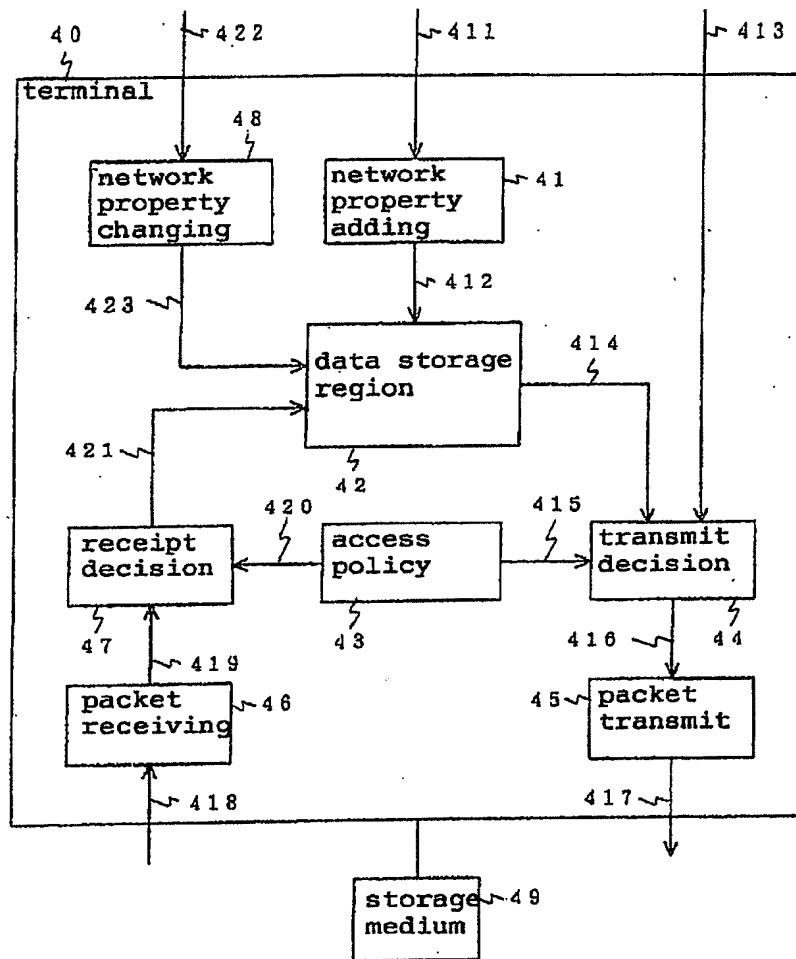 40
422
411
413
terminal
48
network
property
changing
network
property
adding
41
423
412
data storage
region
414
421
42
420
415
receipt
decision
access
policy
transmit
decision
47
43
44
419
416
packet
receiving
46
45
packet
transmit
418
417
storage
medium
49